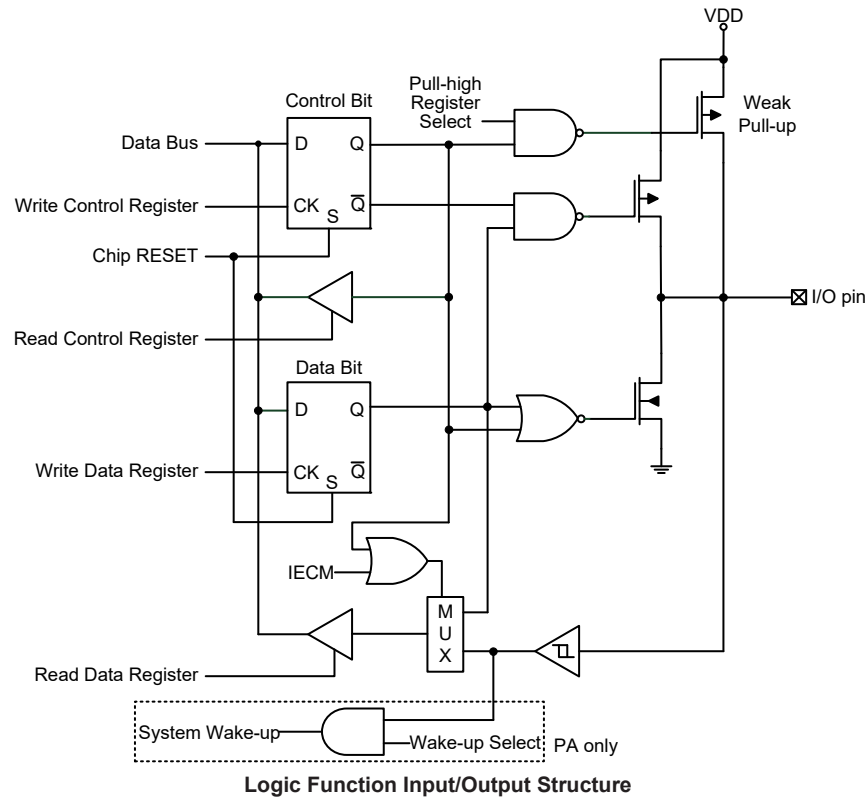 VDD
Pull-high
Register
Select
Weak
Pull-up
Control Bit
Data Bus
D
Q
Write Control Register
CK
S
Q̅
Chip RESET
I/O pin
Read Control Register
Data Bit
D
Q
Write Data Register
CK
S
Q̅
IECM
M
U
X
Read Data Register
System Wake-up
Wake-up Select
PA only
Logic Function Input/Output Structure